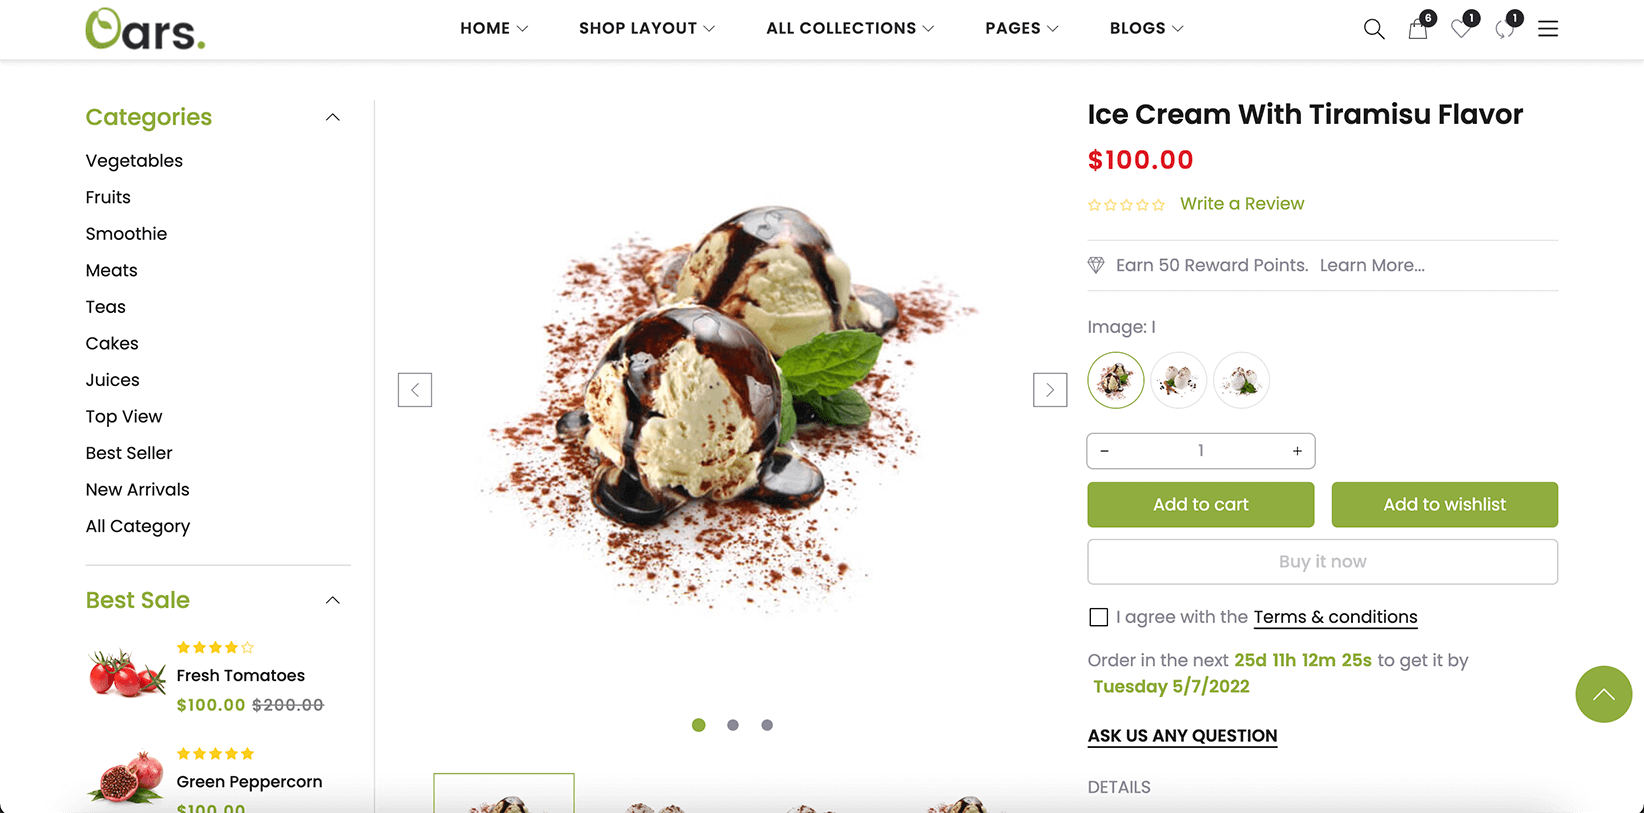 Oars.
HOME
SHOP LAYOUT
ALL COLLECTIONS
PAGES
BLOGS
6
1
1
Categories
Vegetables
Fruits
Smoothie
Meats
Teas
Cakes
Juices
Top View
Best Seller
New Arrivals
All Category
Best Sale
Fresh Tomatoes
$100.00 $200.00
Green Peppercorn
$100.00
Ice Cream With Tiramisu Flavor
$100.00
Write a Review
Earn 50 Reward Points. Learn More...
Image: I
- 1 +
Add to cart
Add to wishlist
Buy it now
I agree with the Terms & conditions
Order in the next 25d 11h 12m 25s to get it by
Tuesday 5/7/2022
ASK US ANY QUESTION
DETAILS